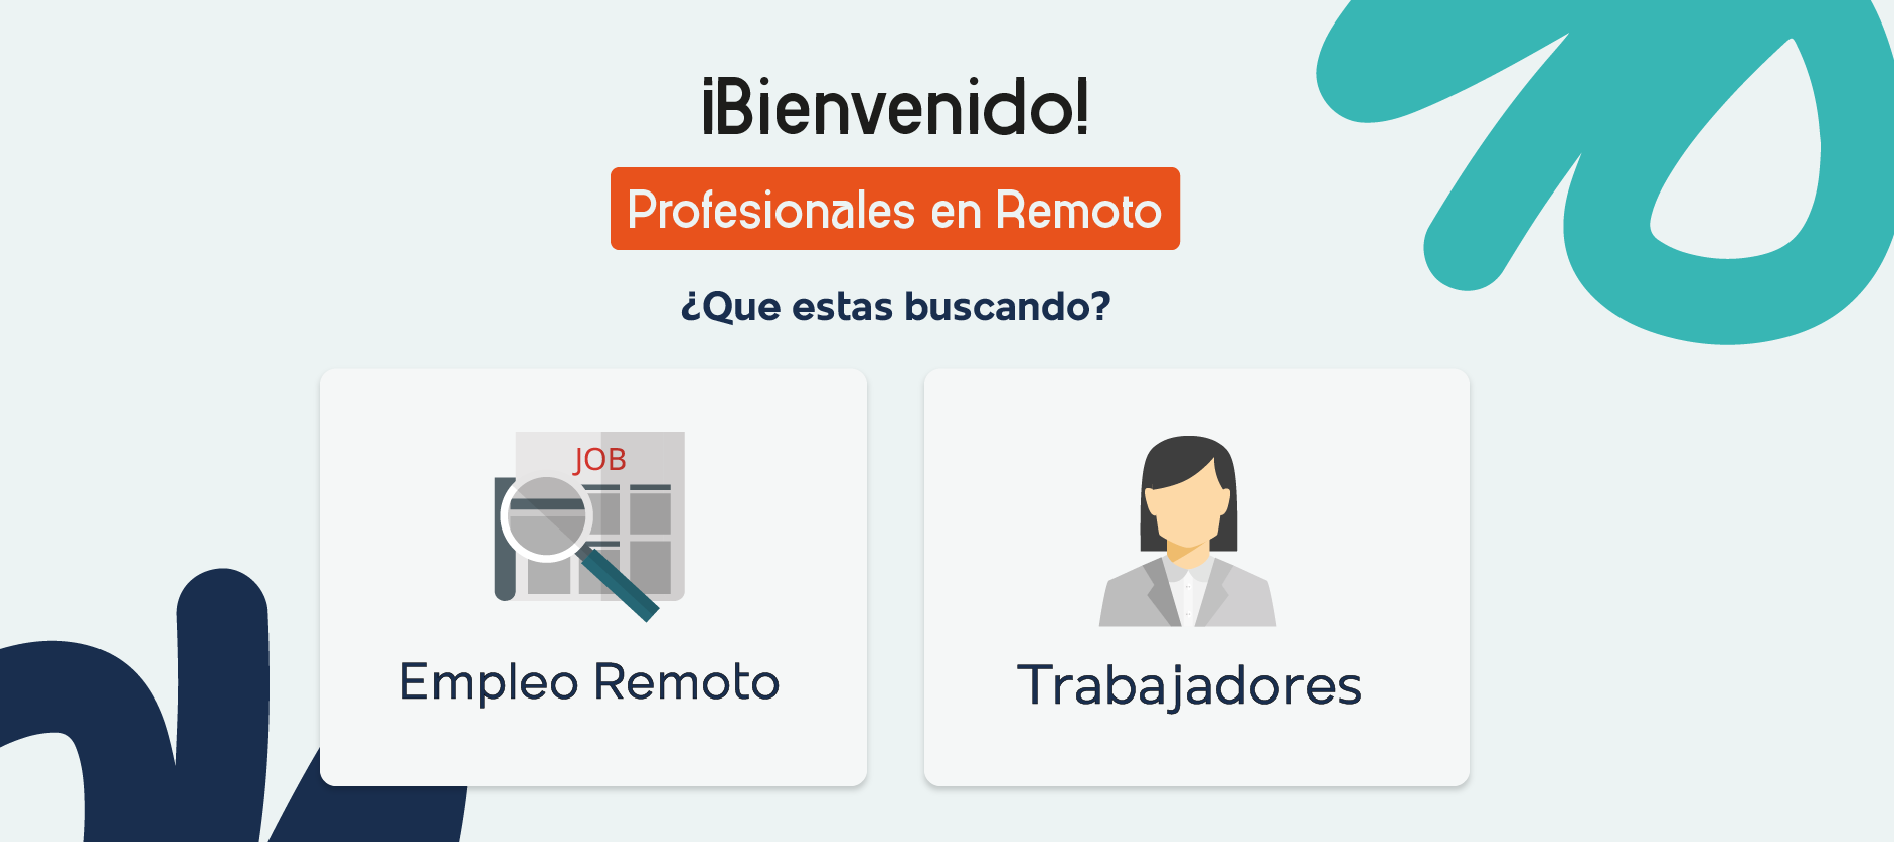 ¡Bienvenido!
Profesionales en Remoto
¿Que estas buscando?
JOB
Empleo Remoto
Trabajadores